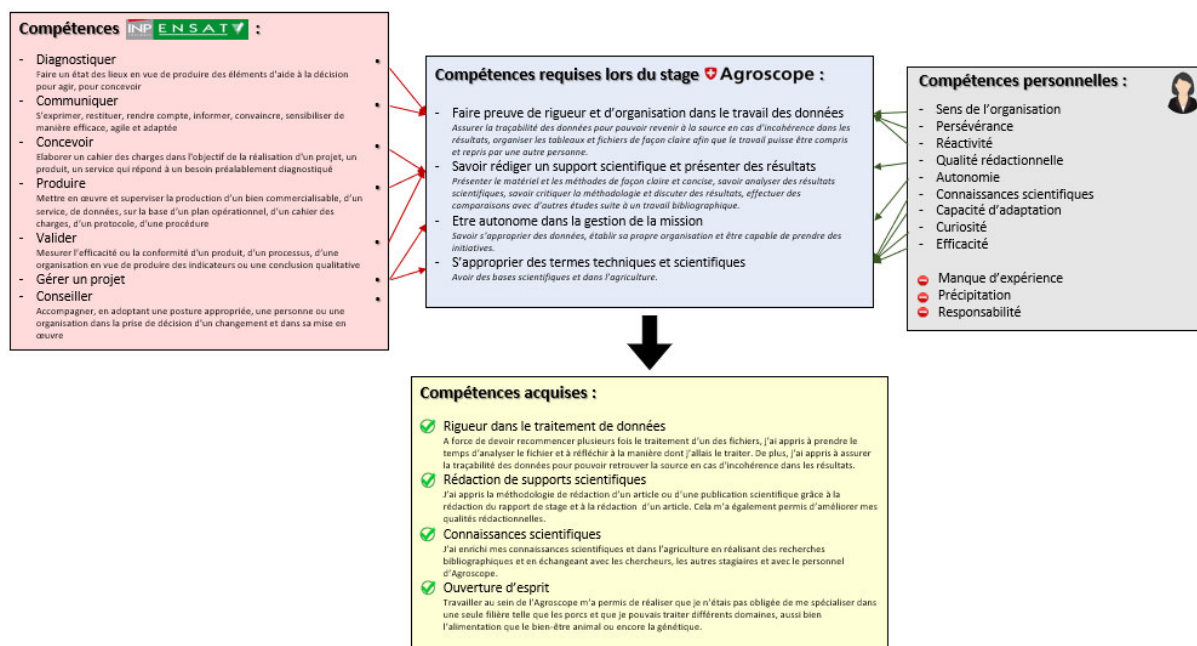 Compétences INP ENSAT :
- Diagnostiquer
Faire un état des lieux en vue de produire des éléments d'aide à la décision
pour agir, pour concevoir
- Communiquer
S'exprimer, restituer, rendre compte, informer, convaincre, sensibiliser de
manière efficace, agile et adaptée
- Concevoir
Elaborer un cahier des charges dans l'objectif de la réalisation d'un projet, un
produit, un service qui répond à un besoin préalablement diagnostiqué
- Produire
Mettre en œuvre et superviser la production d'un bien commercialisable, d'un
service, de données, sur la base d'un plan opérationnel, d'un cahier des
charges, d'un protocole, d'une procédure
- Valider
Mesurer l'efficacité ou la conformité d'un produit, d'un processus, d'une
organisation en vue de produire des indicateurs ou une conclusion qualitative
- Gérer un projet
- Conseiller
Accompagner, en adoptant une posture appropriée, une personne ou une
organisation dans la prise de décision d'un changement et dans sa mise en
œuvre
Compétences requises lors du stage Agroscope :
- Faire preuve de rigueur et d'organisation dans le travail des données
Assurer la traçabilité des données pour pouvoir revenir à la source en cas d'incohérence dans les
résultats, organiser les tableaux et fichiers de façon claire afin que le travail puisse être compris
et repris par une autre personne.
- Savoir rédiger un support scientifique et présenter des résultats
Présenter le matériel et les méthodes de façon claire et concise, savoir analyser des résultats
scientifiques, savoir critiquer la méthodologie et discuter des résultats, effectuer des
comparaisons avec d'autres études suite à un travail bibliographique.
- Etre autonome dans la gestion de la mission
Savoir s'approprier des données, établir sa propre organisation et être capable de prendre des
initiatives.
- S'approprier des termes techniques et scientifiques
Avoir des bases scientifiques et dans l'agriculture.
Compétences personnelles :
- Sens de l'organisation
- Persévérance
- Réactivité
- Qualité rédactionnelle
- Autonomie
- Connaissances scientifiques
- Capacité d'adaptation
- Curiosité
- Efficacité
Manque d'expérience
Précipitation
Responsabilité
Compétences acquises :
Rigueur dans le traitement de données
A force de devoir recommencer plusieurs fois le traitement d'un des fichiers, j'ai appris à prendre le
temps d'analyser le fichier et à réfléchir à la manière dont j'allais le traiter. De plus, j'ai appris à assurer
la traçabilité des données pour pouvoir retrouver la source en cas d'incohérence dans les résultats.
Rédaction de supports scientifiques
J'ai appris la méthodologie de rédaction d'un article ou d'une publication scientifique grâce à la
rédaction du rapport de stage et à la rédaction d'un article. Cela m'a également permis d'améliorer mes
qualités rédactionnelles.
Connaissances scientifiques
J'ai enrichi mes connaissances scientifiques et dans l'agriculture en réalisant des recherches
bibliographiques et en échangeant avec les chercheurs, les autres stagiaires et avec le personnel
d'Agroscope.
Ouverture d'esprit
Travailler au sein de l'Agroscope m'a permis de réaliser que je n'étais pas obligée de me spécialiser dans
une seule filière telle que les porcs et que je pouvais traiter différents domaines, aussi bien
l'alimentation que le bien-être animal ou encore la génétique.